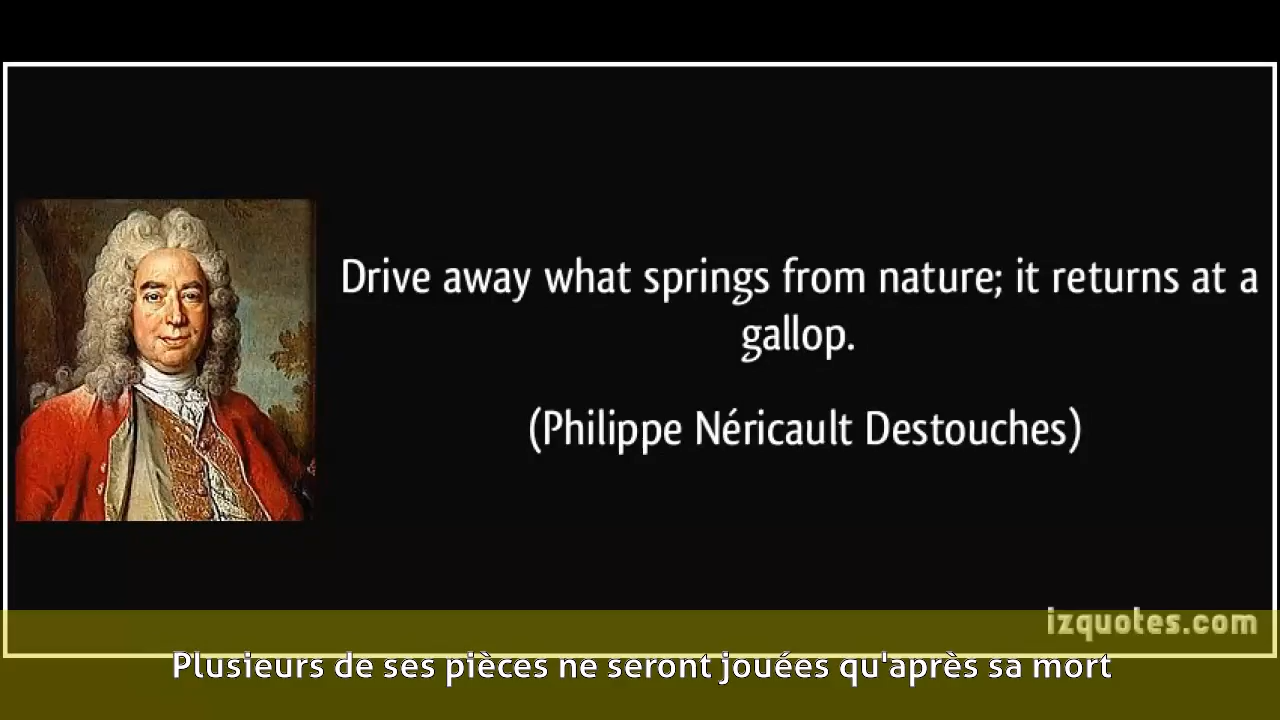 Drive away what springs from nature; it returns at a
gallop.
(Philippe Néricault Destouches)
izquotes.com
Plusieurs de ses pièces ne seront jouées qu'après sa mort